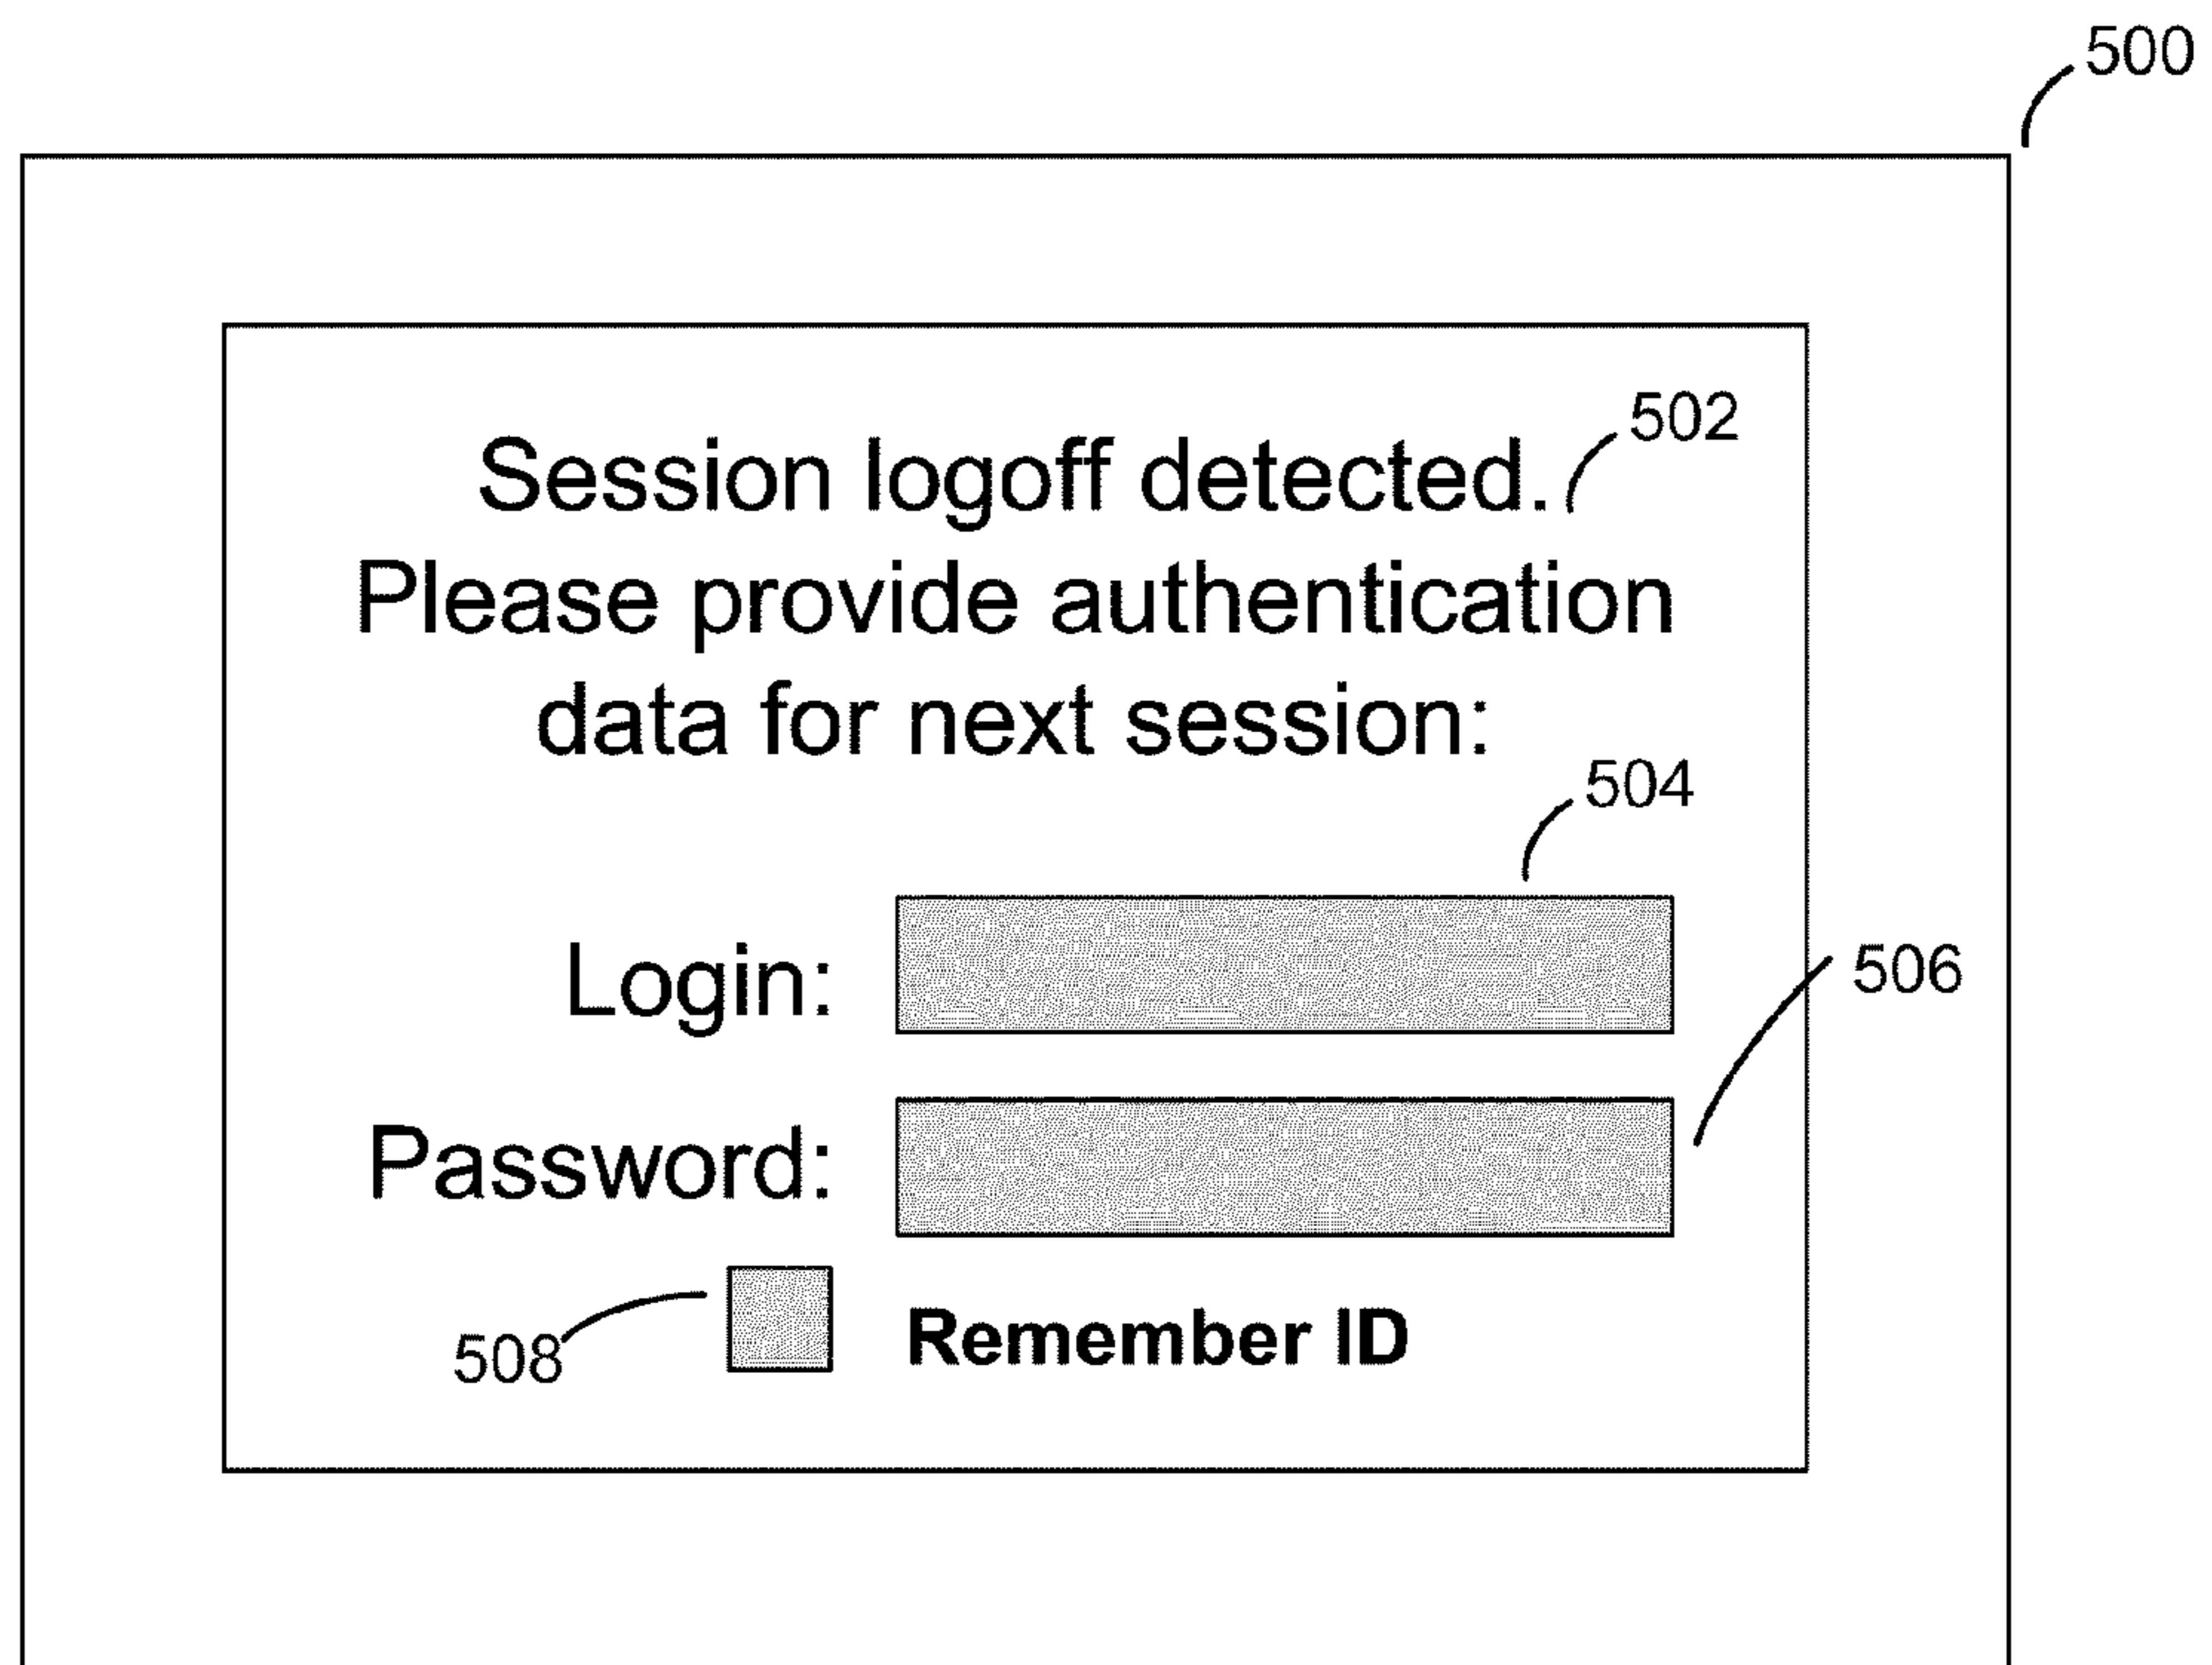 500
502
Session logoff detected.
Please provide authentication
data for next session:
504
Login:
506
Password:
508
Remember ID